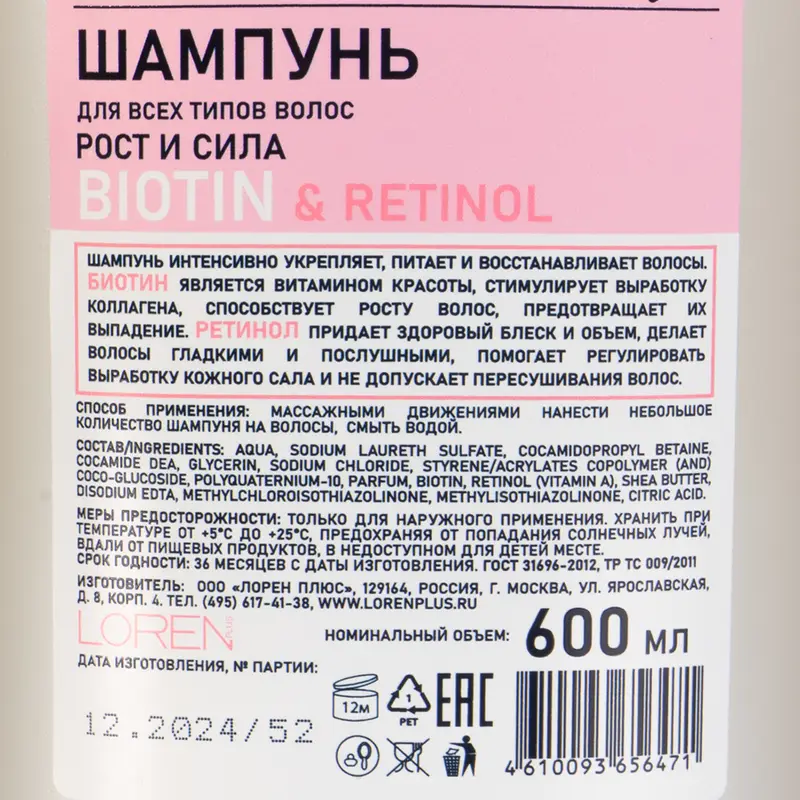 ШАМПУНЬ
ДЛЯ ВСЕХ ТИПОВ ВОЛОС
РОСТ И СИЛА
BIOTIN & RETINOL
ШАМПУНЬ ИНТЕНСИВНО УКРЕПЛЯЕТ, ПИТАЕТ И ВОССТАНАВЛИВАЕТ ВОЛОСЫ.
БИОТИН ЯВЛЯЕТСЯ ВИТАМИНОМ КРАСОТЫ, СТИМУЛИРУЕТ ВЫРАБОТКУ
КОЛЛАГЕНА, СПОСОБСТВУЕТ РОСТУ ВОЛОС, ПРЕДОТВРАЩАЕТ ИХ
ВЫПАДЕНИЕ. РЕТИНОЛ ПРИДАЕТ ЗДОРОВЫЙ БЛЕСК И ОБЪЕМ, ДЕЛАЕТ
ВОЛОСЫ ГЛАДКИМИ И ПОСЛУШНЫМИ, ПОМОГАЕТ РЕГУЛИРОВАТЬ
ВЫРАБОТКУ КОЖНОГО САЛА И НЕ ДОПУСКАЕТ ПЕРЕСУШИВАНИЯ ВОЛОС.
СПОСОБ ПРИМЕНЕНИЯ: МАССАЖНЫМИ ДВИЖЕНИЯМИ НАНЕСТИ НЕБОЛЬШОЕ
КОЛИЧЕСТВО ШАМПУНЯ НА ВОЛОСЫ, СМЫТЬ ВОДОЙ.
СОСТАВ/INGREDIENTS: AQUA, SODIUM LAURETH SULFATE, COCAMIDOPROPYL BETAINE,
COCAMIDE DEA, GLYCERIN, SODIUM CHLORIDE, STYRENE/ACRYLATES COPOLYMER (AND)
COCO-GLUCOSIDE, POLYQUATERNIUM-10, PARFUM, BIOTIN, RETINOL (VITAMIN A), SHEA BUTTER,
DISODIUM EDTA, METHYLCHLOROISOTHIAZOLINONE, METHYLISOTHIAZOLINONE, CITRIC ACID.
МЕРЫ ПРЕДОСТОРОЖНОСТИ: ТОЛЬКО ДЛЯ НАРУЖНОГО ПРИМЕНЕНИЯ. ХРАНИТЬ ПРИ
ТЕМПЕРАТУРЕ ОТ +5°С ДО +25°С, ПРЕДОХРАНЯЯ ОТ ПОПАДАНИЯ СОЛНЕЧНЫХ ЛУЧЕЙ,
ВДАЛИ ОТ ПИЩЕВЫХ ПРОДУКТОВ, В НЕДОСТУПНОМ ДЛЯ ДЕТЕЙ МЕСТЕ.
СРОК ГОДНОСТИ: 36 МЕСЯЦЕВ С ДАТЫ ИЗГОТОВЛЕНИЯ. ГОСТ 31696-2012, ТР ТС 009/2011
ИЗГОТОВИТЕЛЬ: ООО «ЛОРЕН ПЛЮС», 129164, РОССИЯ, Г. МОСКВА, УЛ. ЯРОСЛАВСКАЯ,
Д. 8, КОРП. 4. ТЕЛ. (495) 617-41-38, WWW.LORENPLUS.RU
LOREN PLUS
НОМИНАЛЬНЫЙ ОБЪЕМ: 600 МЛ
ДАТА ИЗГОТОВЛЕНИЯ, № ПАРТИИ:
12.2024/52
12М
1
PET
EAC
4 610093 656471